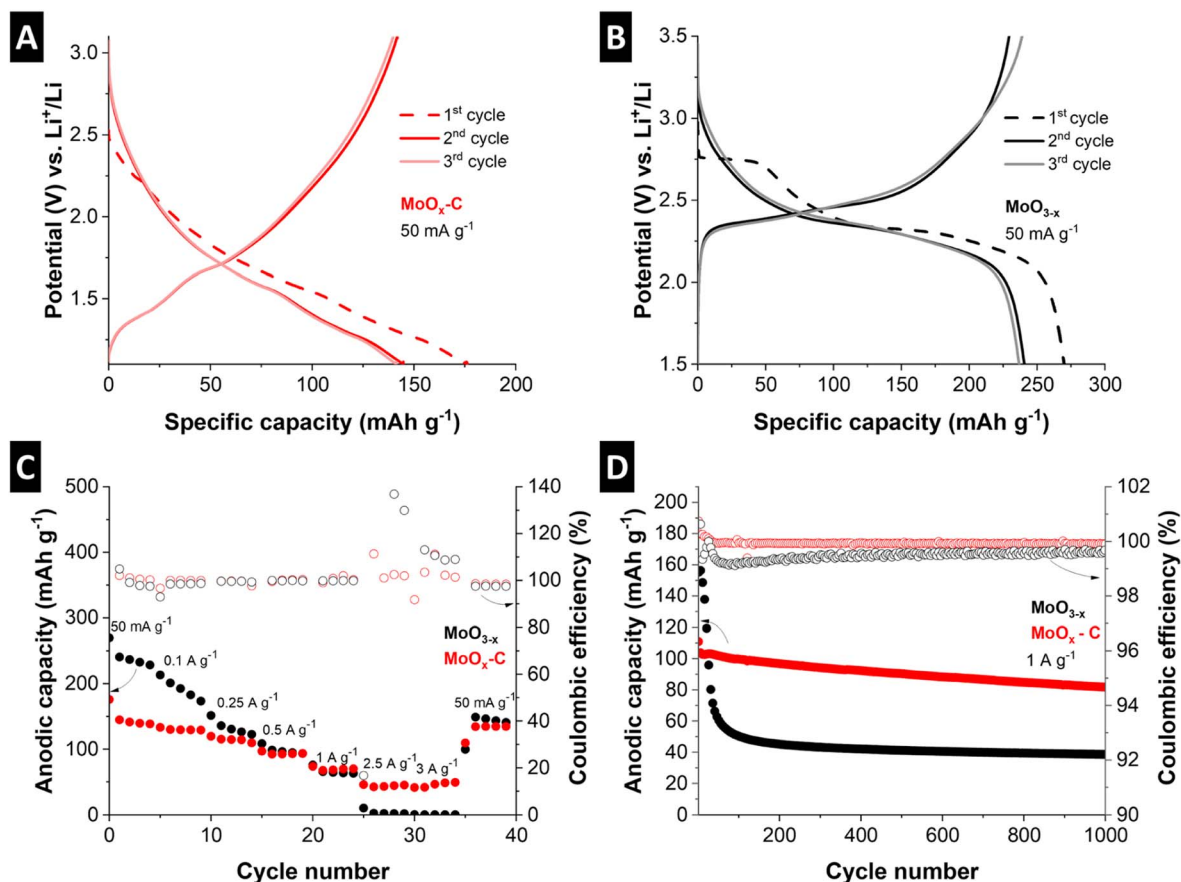 A
3.0
2.5
2.0
1.5
Potential (V) vs. Li⁺/Li
1ˢᵗ cycle
2ⁿᵈ cycle
3ʳᵈ cycle
MoOₓ-C
50 mA g⁻¹
0 50 100 150 200
Specific capacity (mAh g⁻¹)
B
3.5
3.0
2.5
2.0
1.5
Potential (V) vs. Li⁺/Li
1ˢᵗ cycle
2ⁿᵈ cycle
3ʳᵈ cycle
MoO₃₋ₓ
50 mA g⁻¹
0 50 100 150 200 250 300
Specific capacity (mAh g⁻¹)
C
500
450
400
350
300
250
200
150
100
50
0
Anodic capacity (mAh g⁻¹)
140
120
110
100
80
60
40
20
0
Coulombic efficiency (%)
50 mA g⁻¹
0.1 A g⁻¹
0.25 A g⁻¹
0.5 A g⁻¹
1 A g⁻¹
2.5 A g⁻¹
3 A g⁻¹
50 mA g⁻¹
MoO₃₋ₓ
MoOₓ-C
0 10 20 30 40
Cycle number
D
210
200
180
160
140
120
100
80
60
40
20
0
Anodic capacity (mAh g⁻¹)
102
100
98
96
94
92
90
Coulombic efficiency (%)
MoO₃₋ₓ
MoOₓ - C
1 A g⁻¹
200 400 600 800 1000
Cycle number